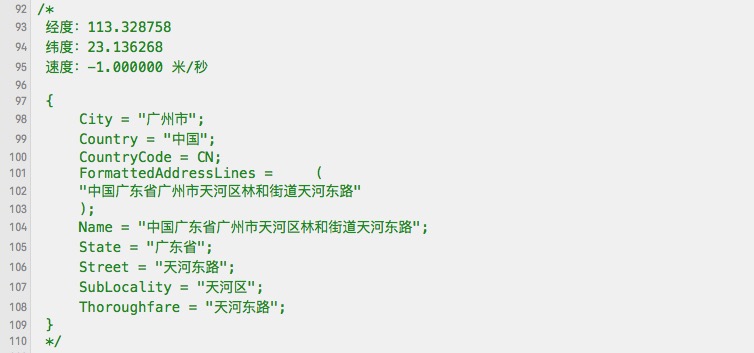 92 /*
93 经度：113.328758
94 纬度：23.136268
95 速度：-1.000000 米/秒
96
97 {
98 City = "广州市";
99 Country = "中国";
100 CountryCode = CN;
101 FormattedAddressLines =     (
102 "中国广东省广州市天河区林和街道天河东路"
103 );
104 Name = "中国广东省广州市天河区林和街道天河东路";
105 State = "广东省";
106 Street = "天河东路";
107 SubLocality = "天河区";
108 Thoroughfare = "天河东路";
109 }
110 */